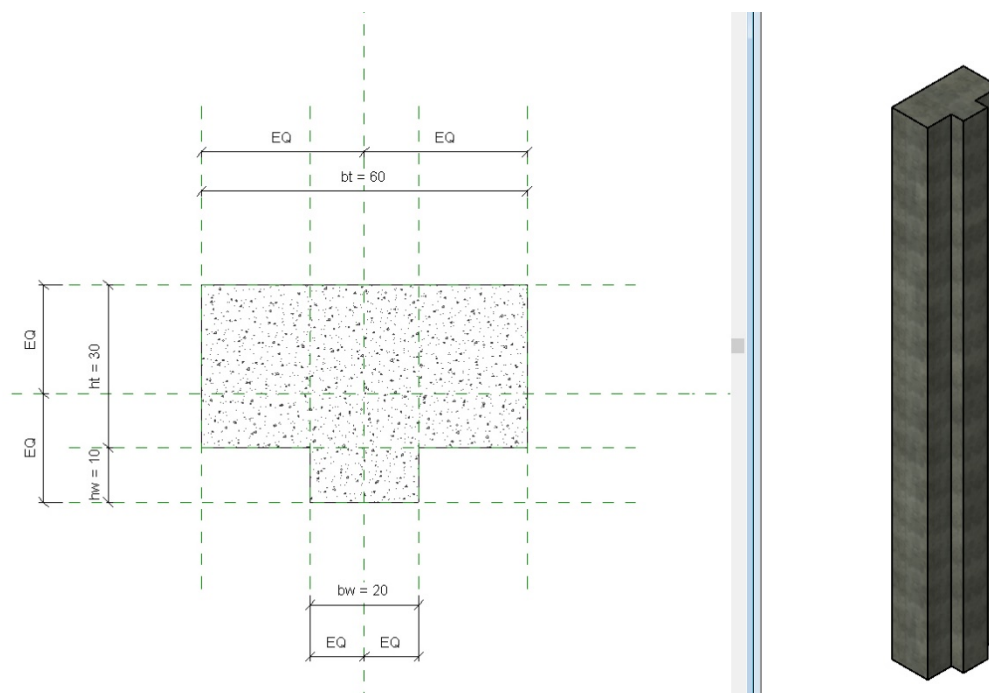 EQ EQ
bt = 60
EQ
ht = 30
EQ
hw = 10
bw = 20
EQ EQ